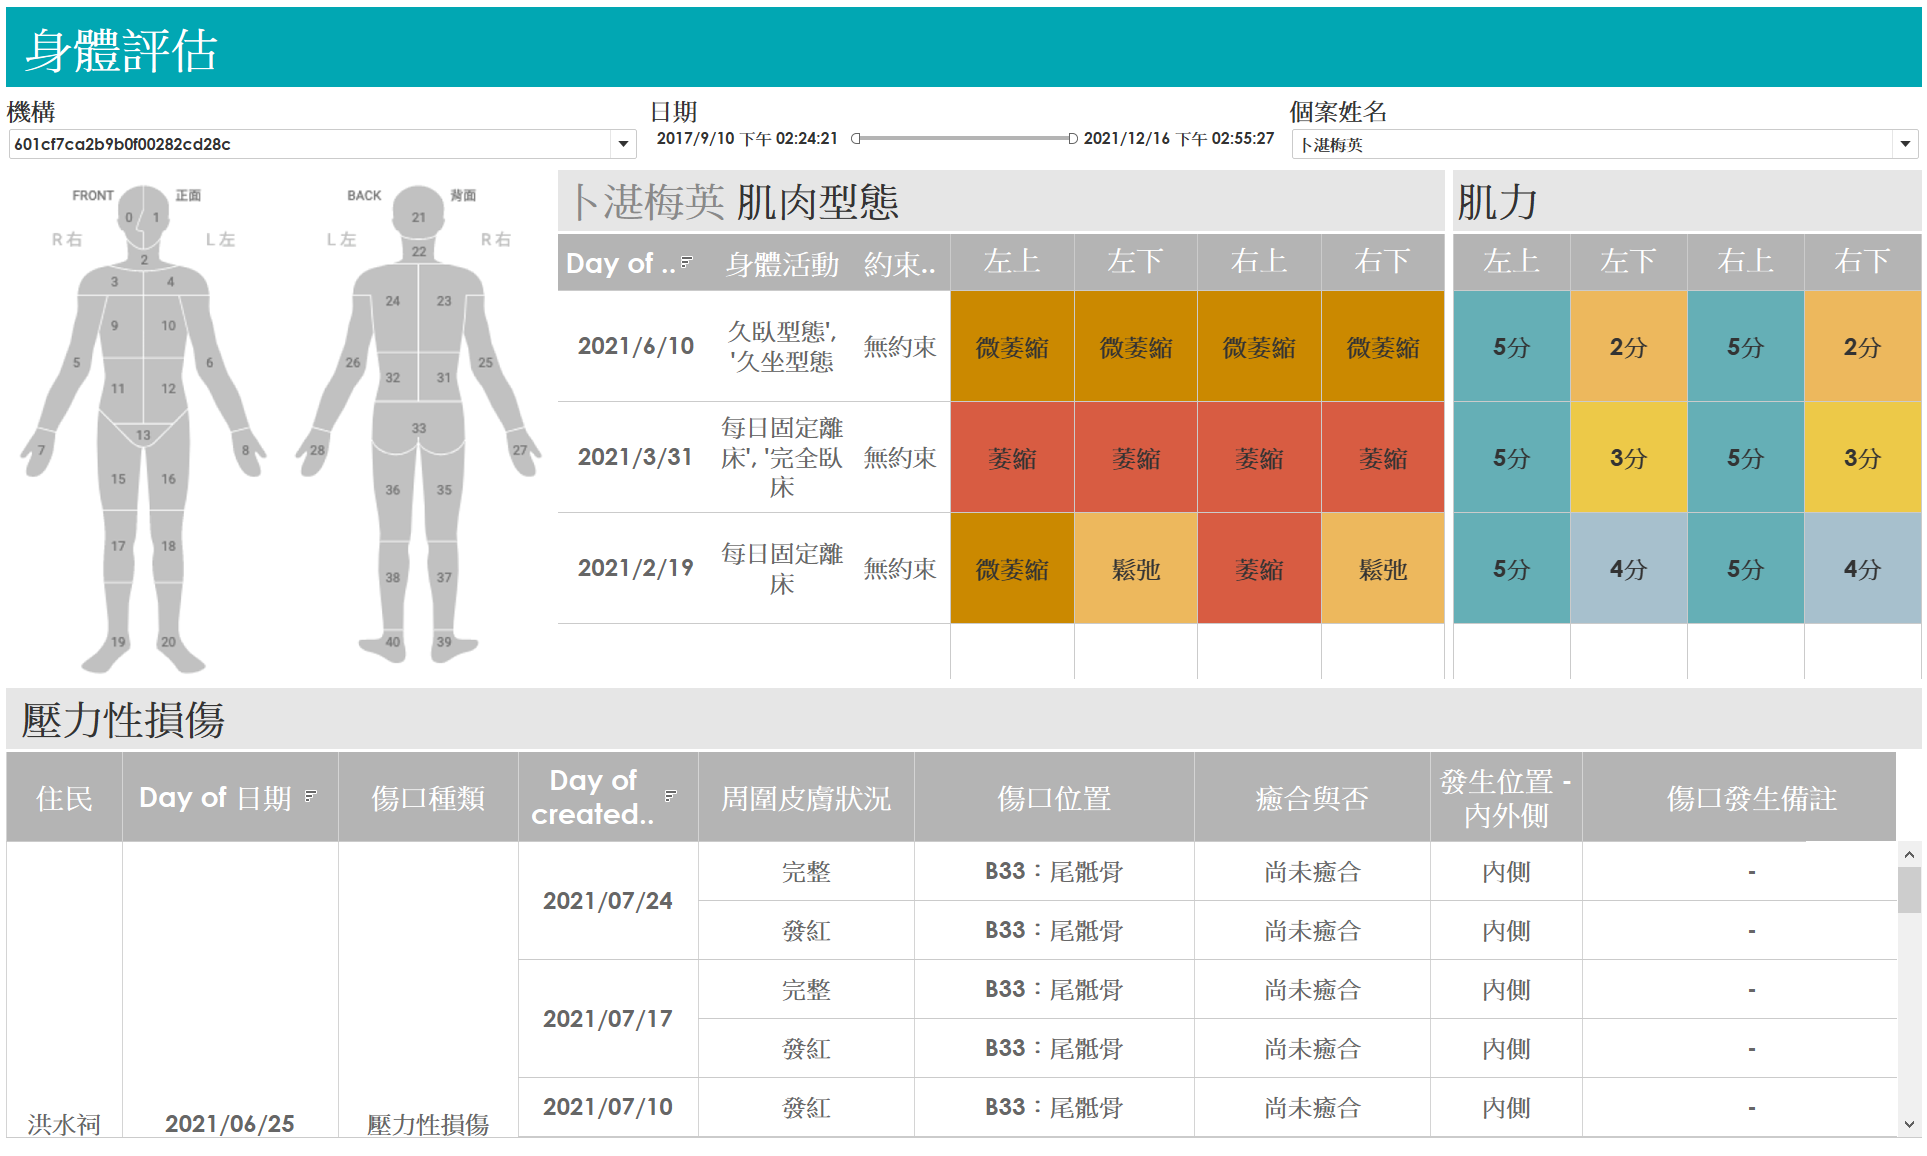 身體評估
機構
日期
個案姓名
601cf7ca2b9b0f00282cd28c
2017/9/10 下午 02:24:21
2021/12/16 下午 02:55:27
卜湛梅英
FRONT 正面
R 右 L 左
0 1
2
3 4
9 10
5 6
11 12
13
7 8
15 16
17 18
19 20
BACK 背面
L 左 R 右
21
22
24 23
26 25
32 31
33
28 27
36 35
38 37
40 39
卜湛梅英 肌肉型態
肌力
Day of .. 身體活動 約束.. 左上 左下 右上 右下
左上 左下 右上 右下
2021/6/10 久臥型態', '久坐型態 無約束 微萎縮 微萎縮 微萎縮 微萎縮 5分 2分 5分 2分
2021/3/31 每日固定離床', '完全臥床 無約束 萎縮 萎縮 萎縮 萎縮 5分 3分 5分 3分
2021/2/19 每日固定離床 無約束 微萎縮 鬆弛 萎縮 鬆弛 5分 4分 5分 4分
壓力性損傷
住民 Day of 日期 傷口種類 Day of created.. 周圍皮膚狀況 傷口位置 癒合與否 發生位置 - 內外側 傷口發生備註
2021/07/24 完整 B33：尾骶骨 尚未癒合 內側 -
發紅 B33：尾骶骨 尚未癒合 內側 -
2021/07/17 完整 B33：尾骶骨 尚未癒合 內側 -
發紅 B33：尾骶骨 尚未癒合 內側 -
2021/07/10 發紅 B33：尾骶骨 尚未癒合 內側 -
洪水祠 2021/06/25 壓力性損傷